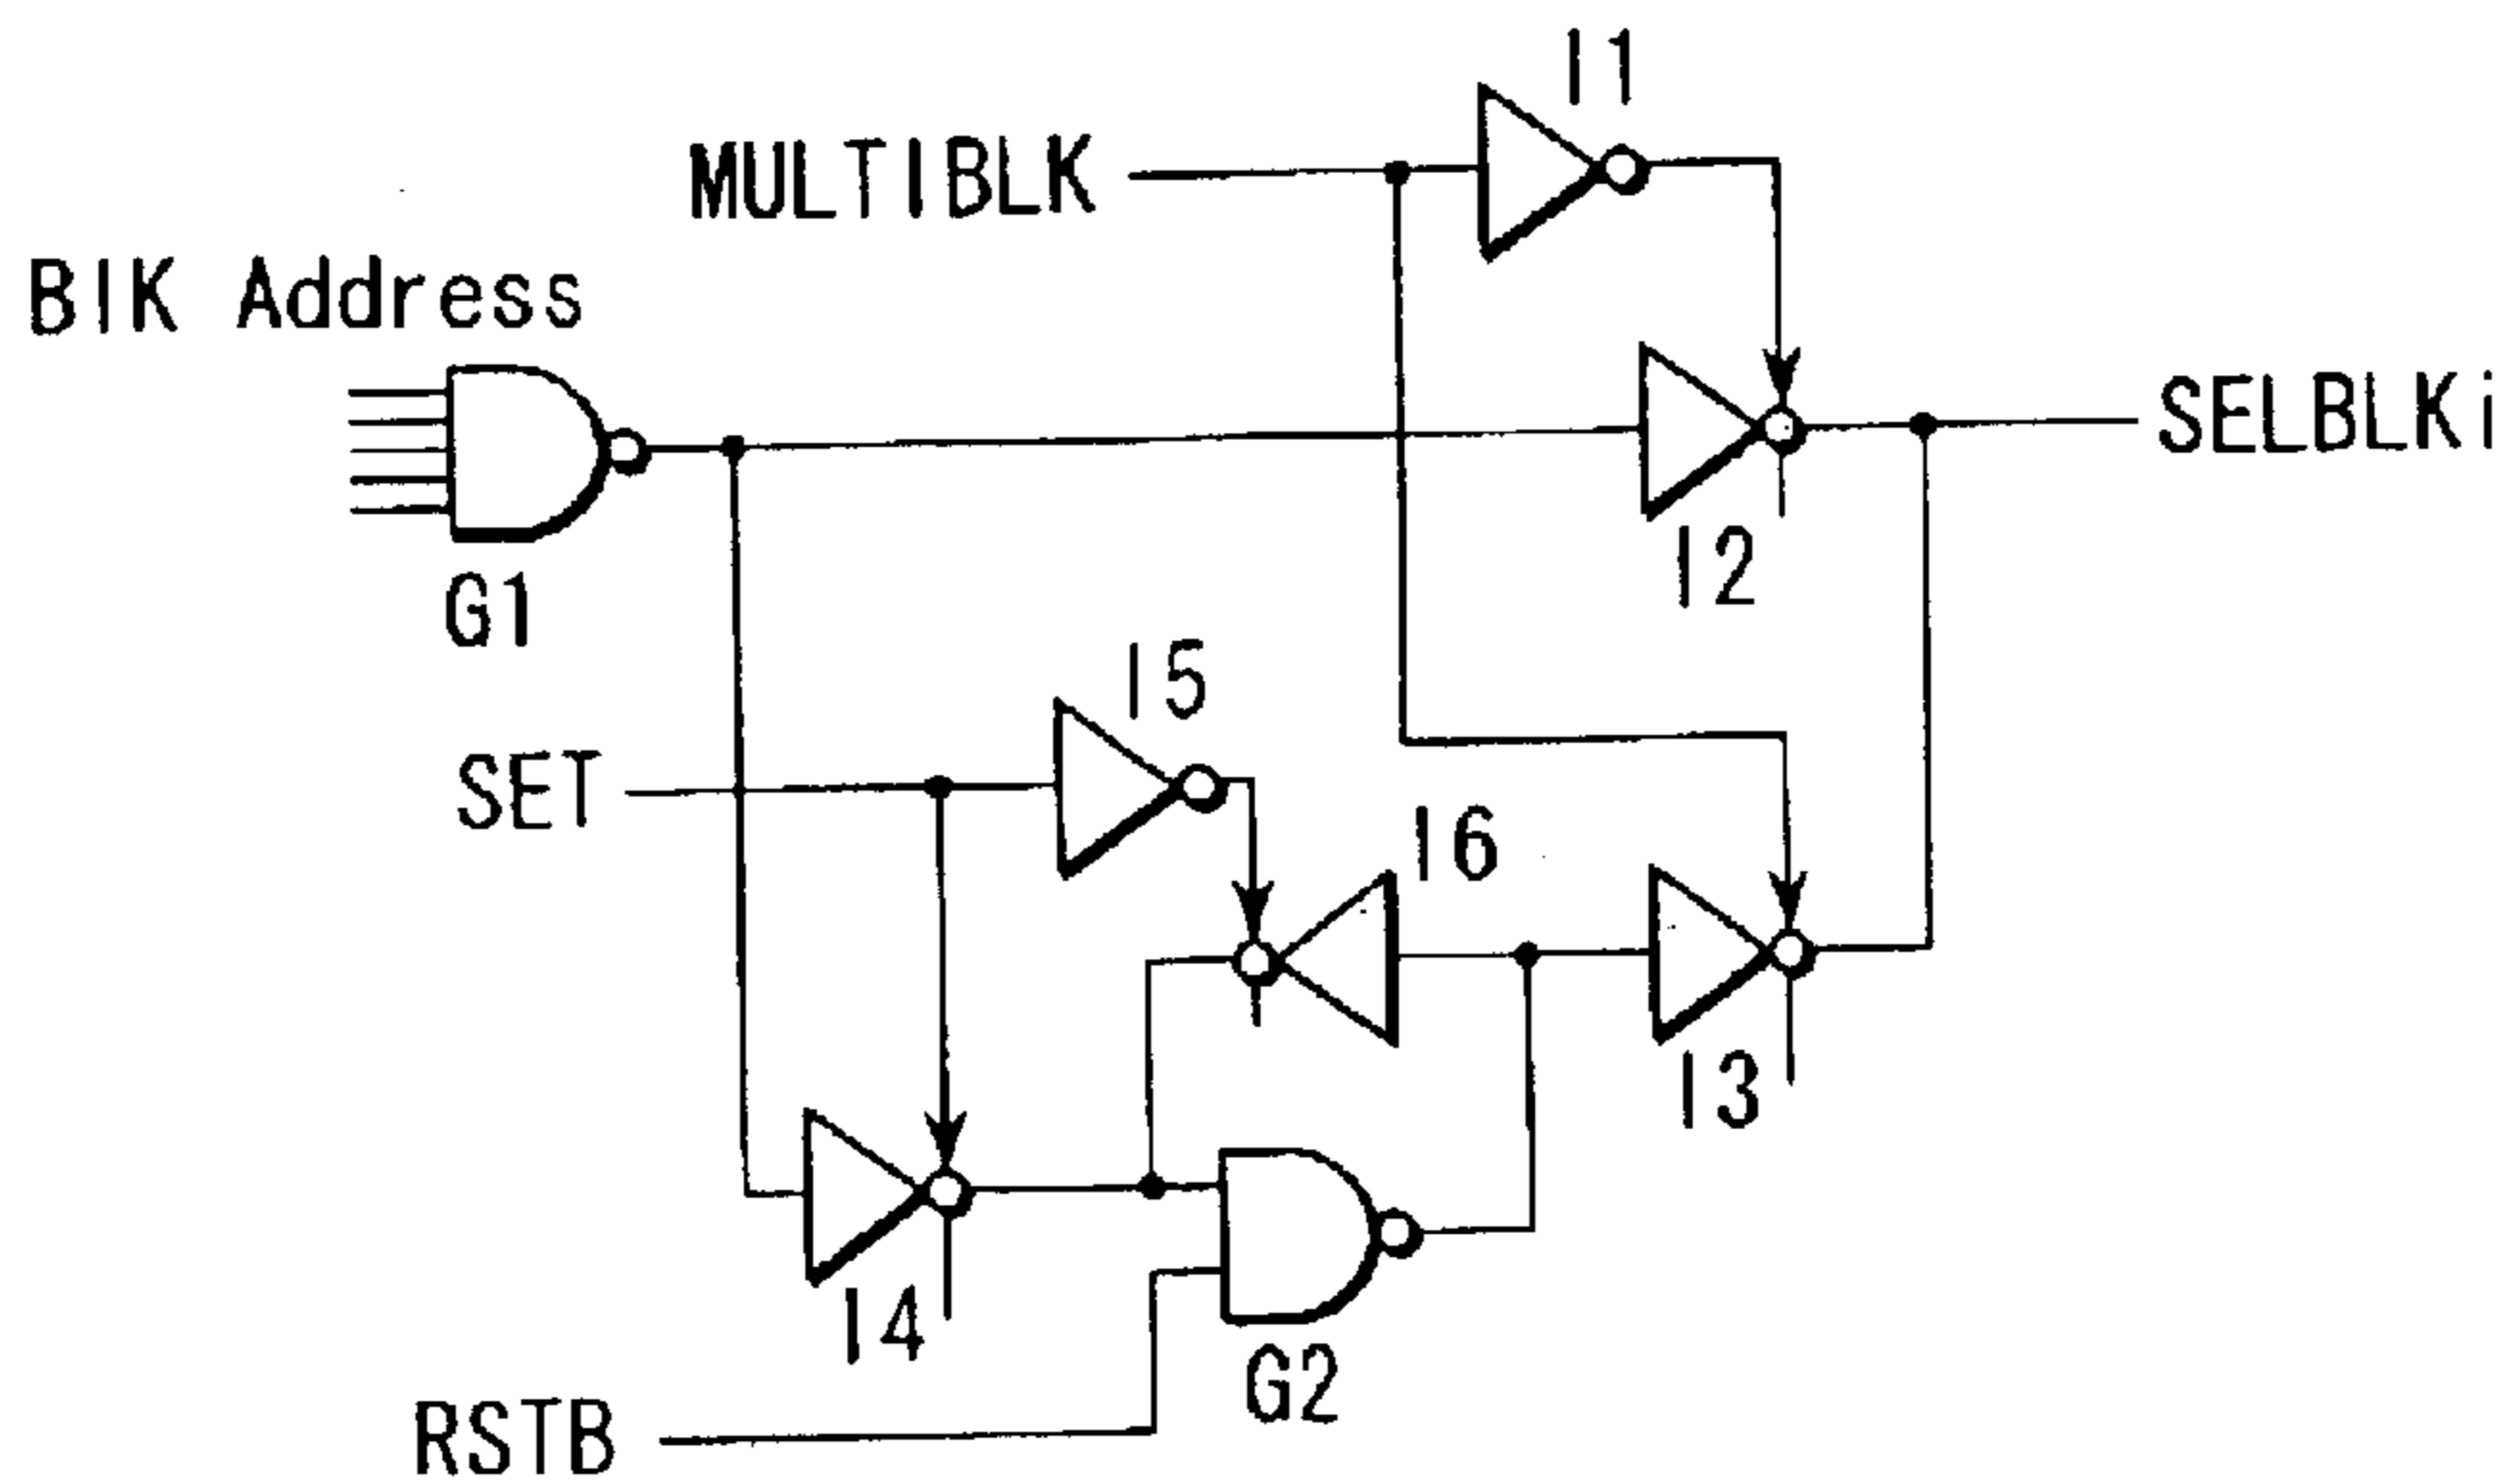 I1
MULTIBLK
BIK Address
SELBLKi
I2
G1
I5
SET
I6
I3
I4
G2
RSTB